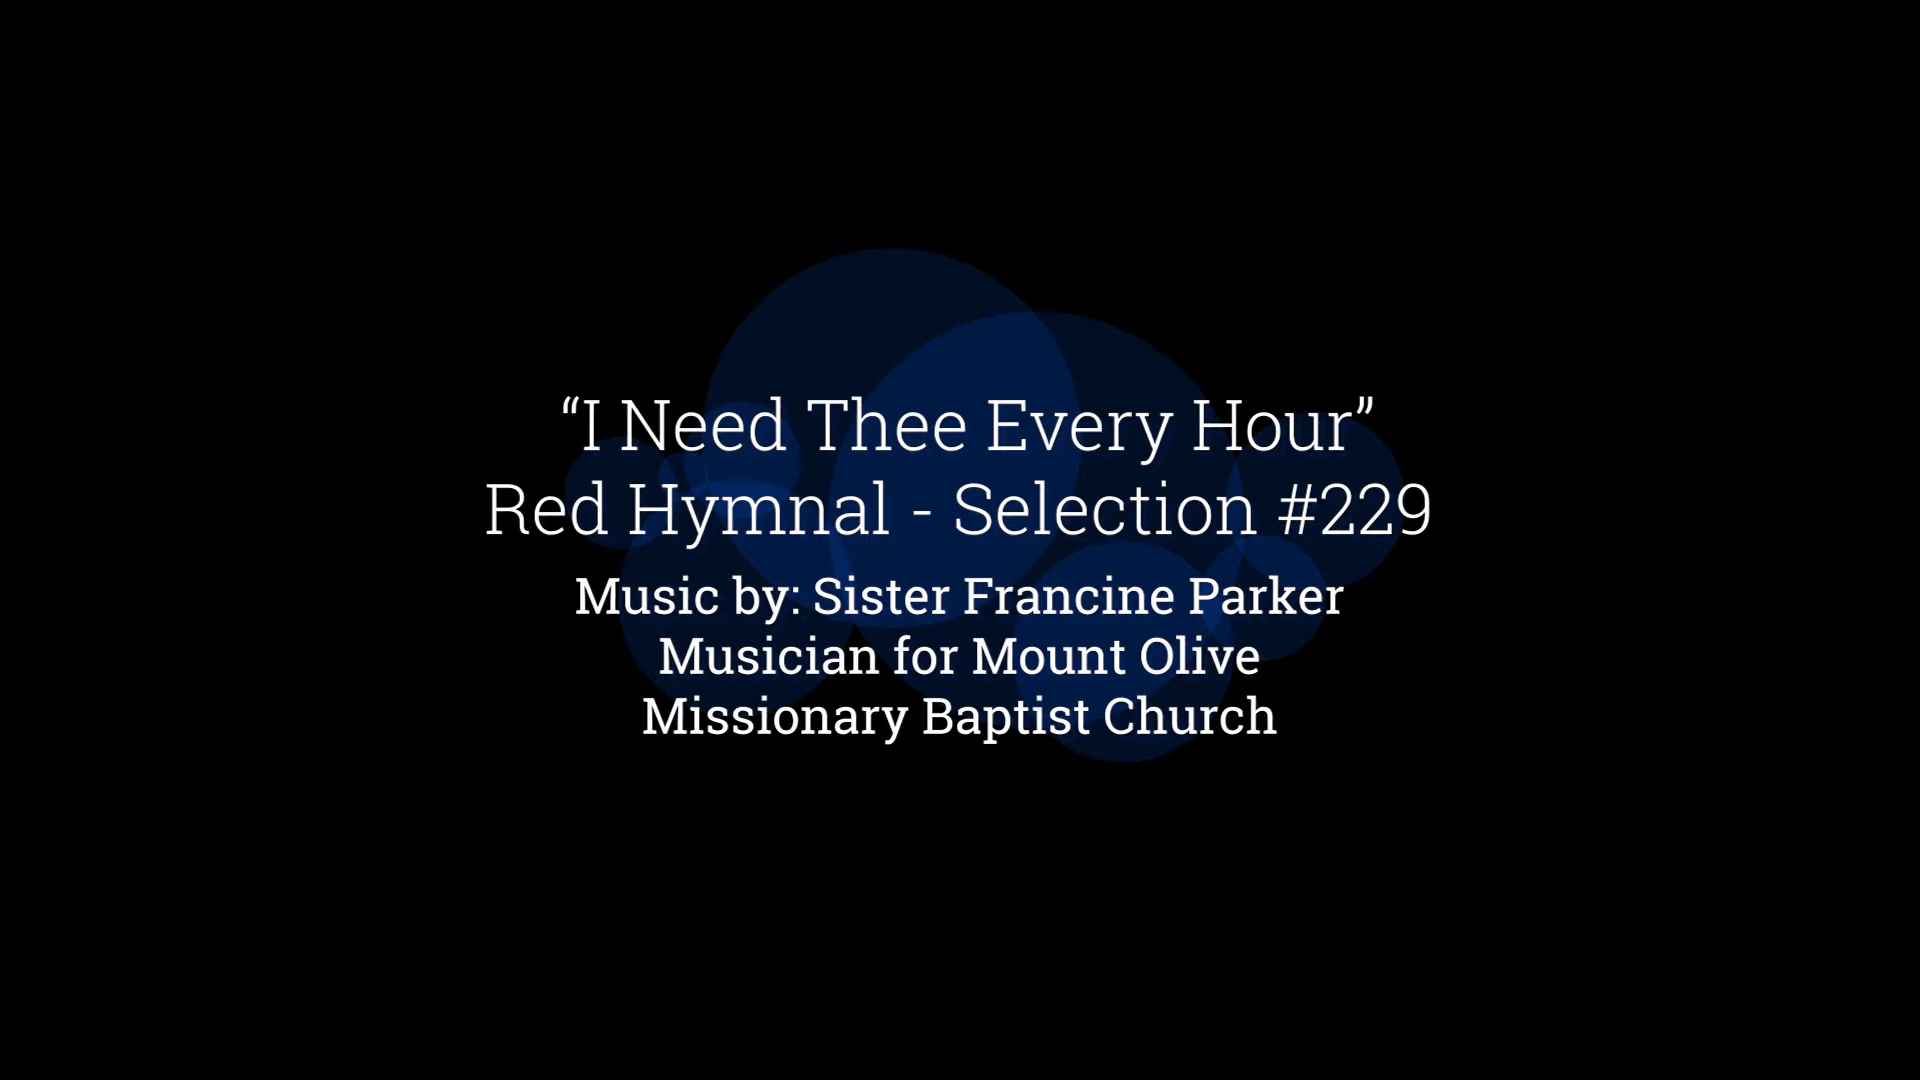 “I Need Thee Every Hour”
Red Hymnal - Selection #229
Music by: Sister Francine Parker
Musician for Mount Olive
Missionary Baptist Church